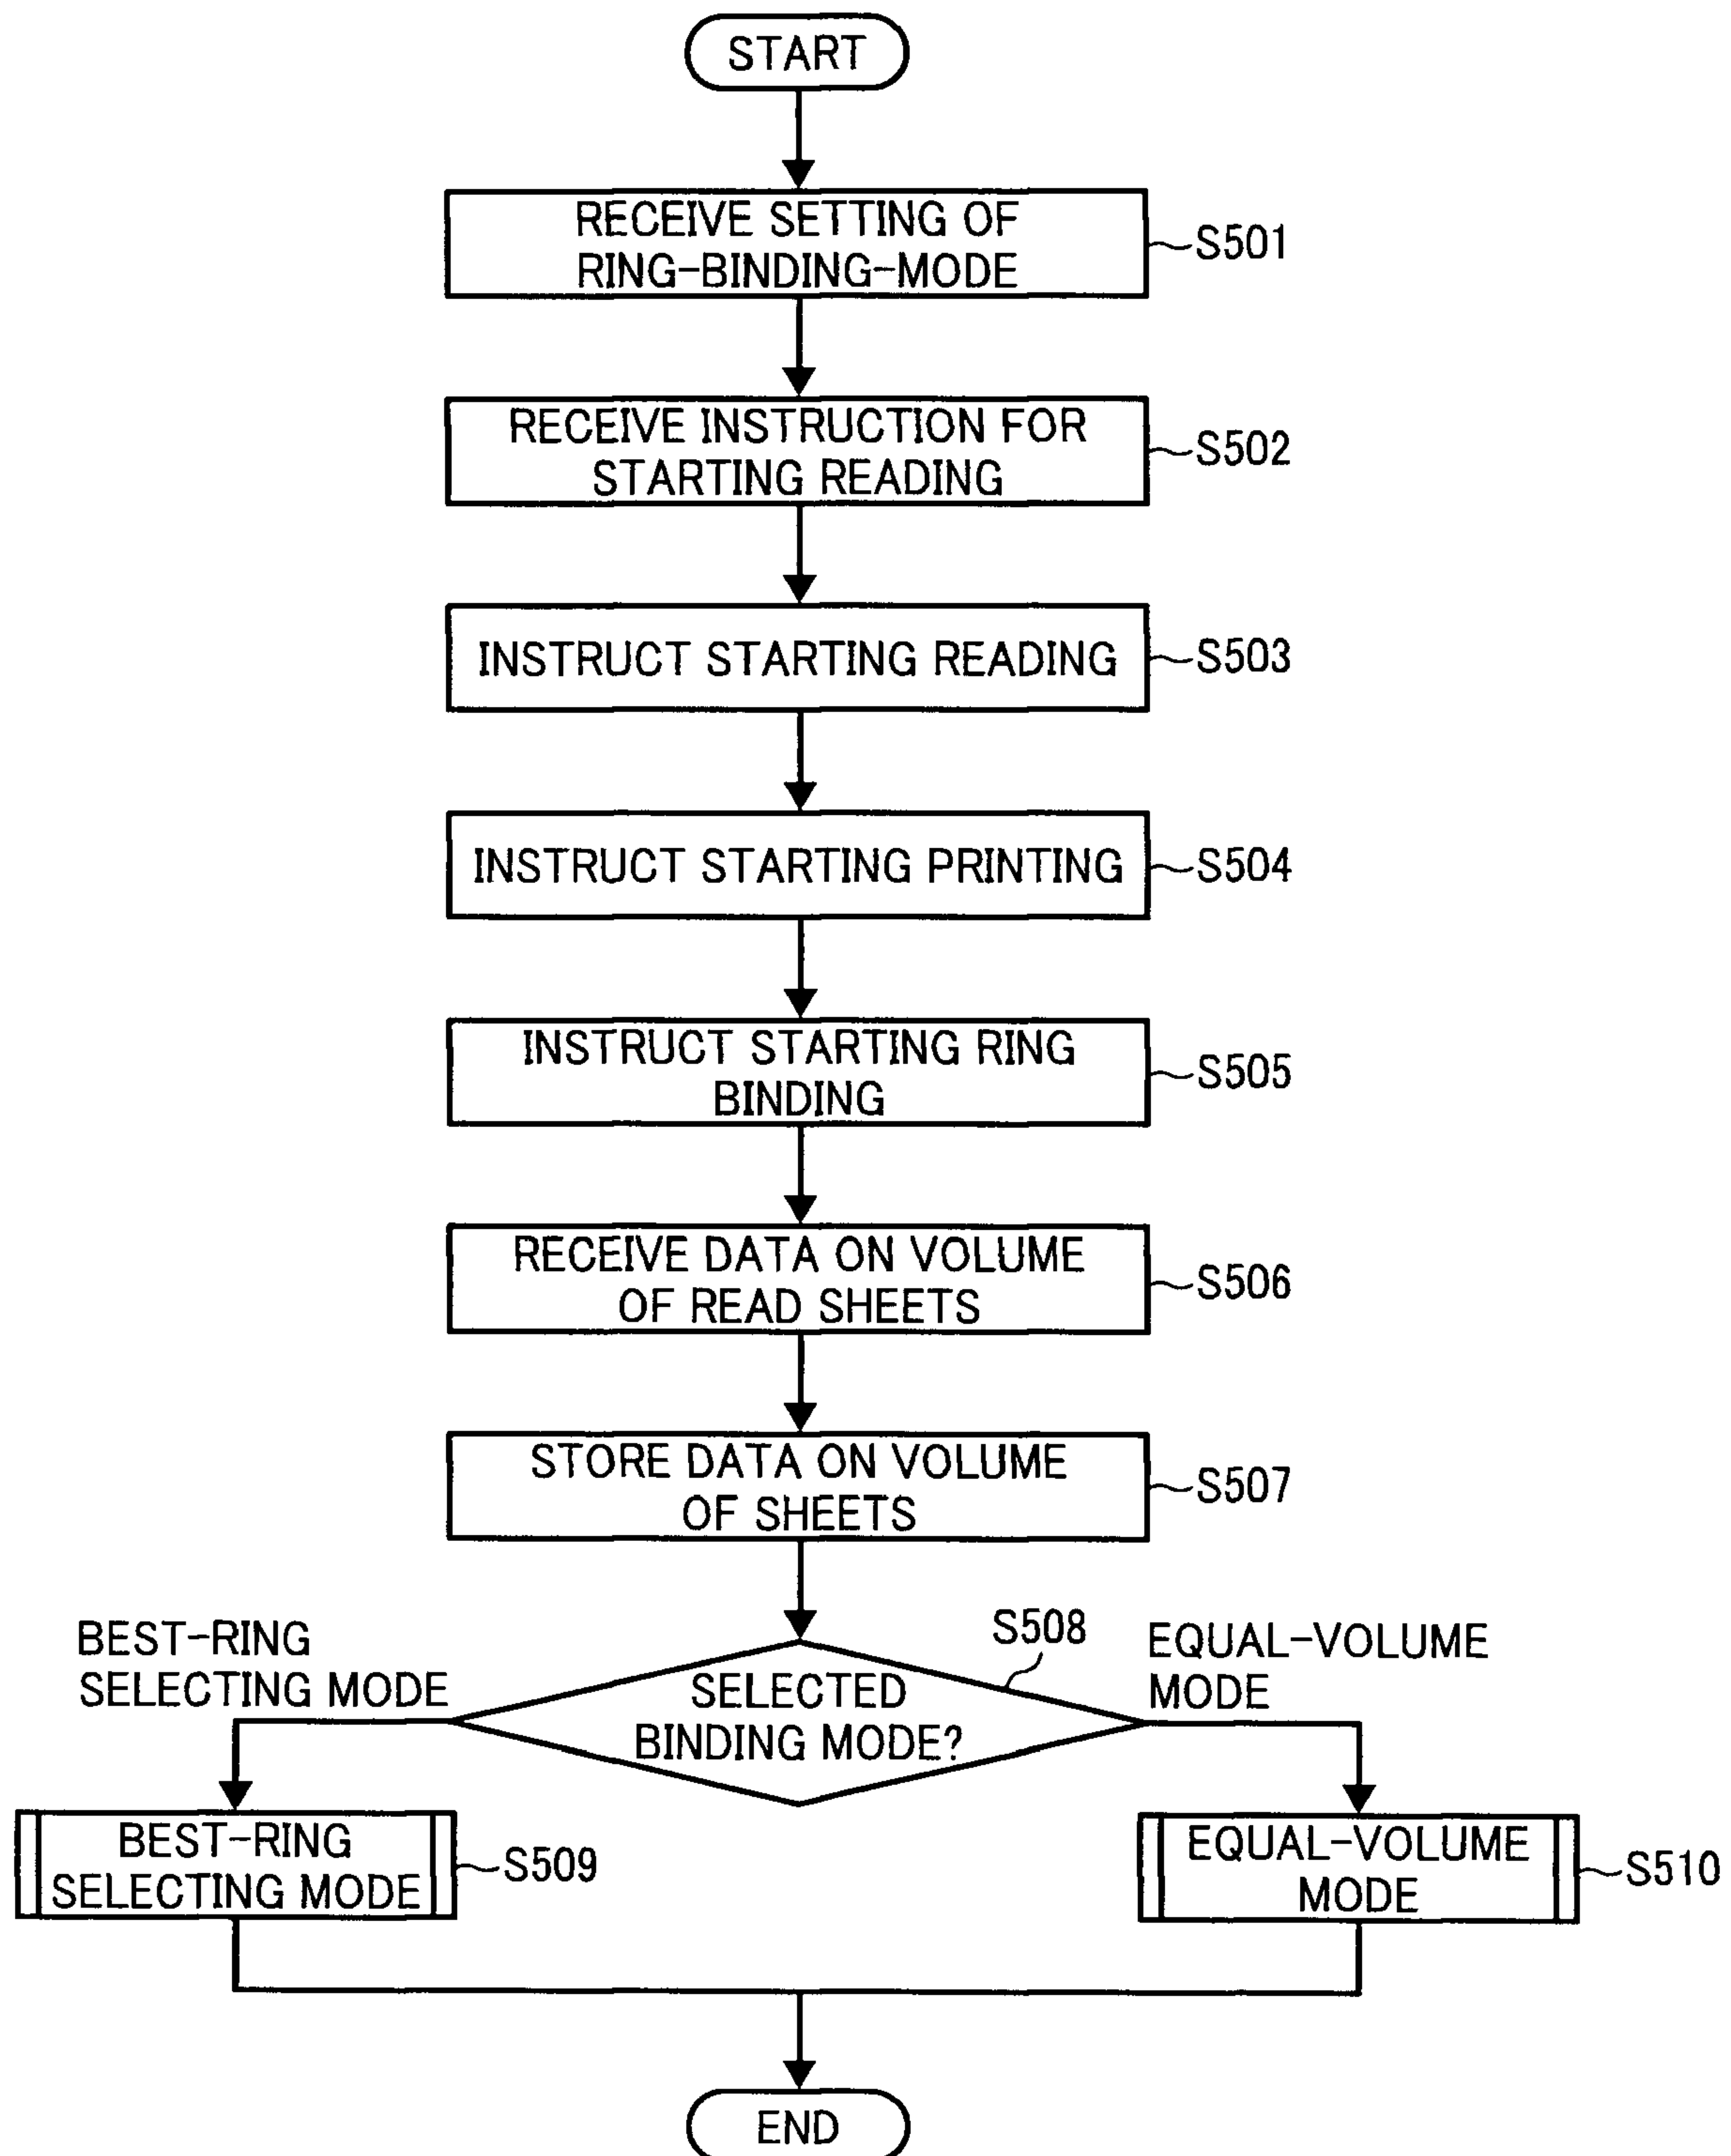 START
RECEIVE SETTING OF
RING-BINDING-MODE
S501
RECEIVE INSTRUCTION FOR
STARTING READING
S502
INSTRUCT STARTING READING
S503
INSTRUCT STARTING PRINTING
S504
INSTRUCT STARTING RING
BINDING
S505
RECEIVE DATA ON VOLUME
OF READ SHEETS
S506
STORE DATA ON VOLUME
OF SHEETS
S507
BEST-RING
SELECTING MODE
S508
SELECTED
BINDING MODE?
EQUAL-VOLUME
MODE
BEST-RING
SELECTING MODE
S509
EQUAL-VOLUME
MODE
S510
END